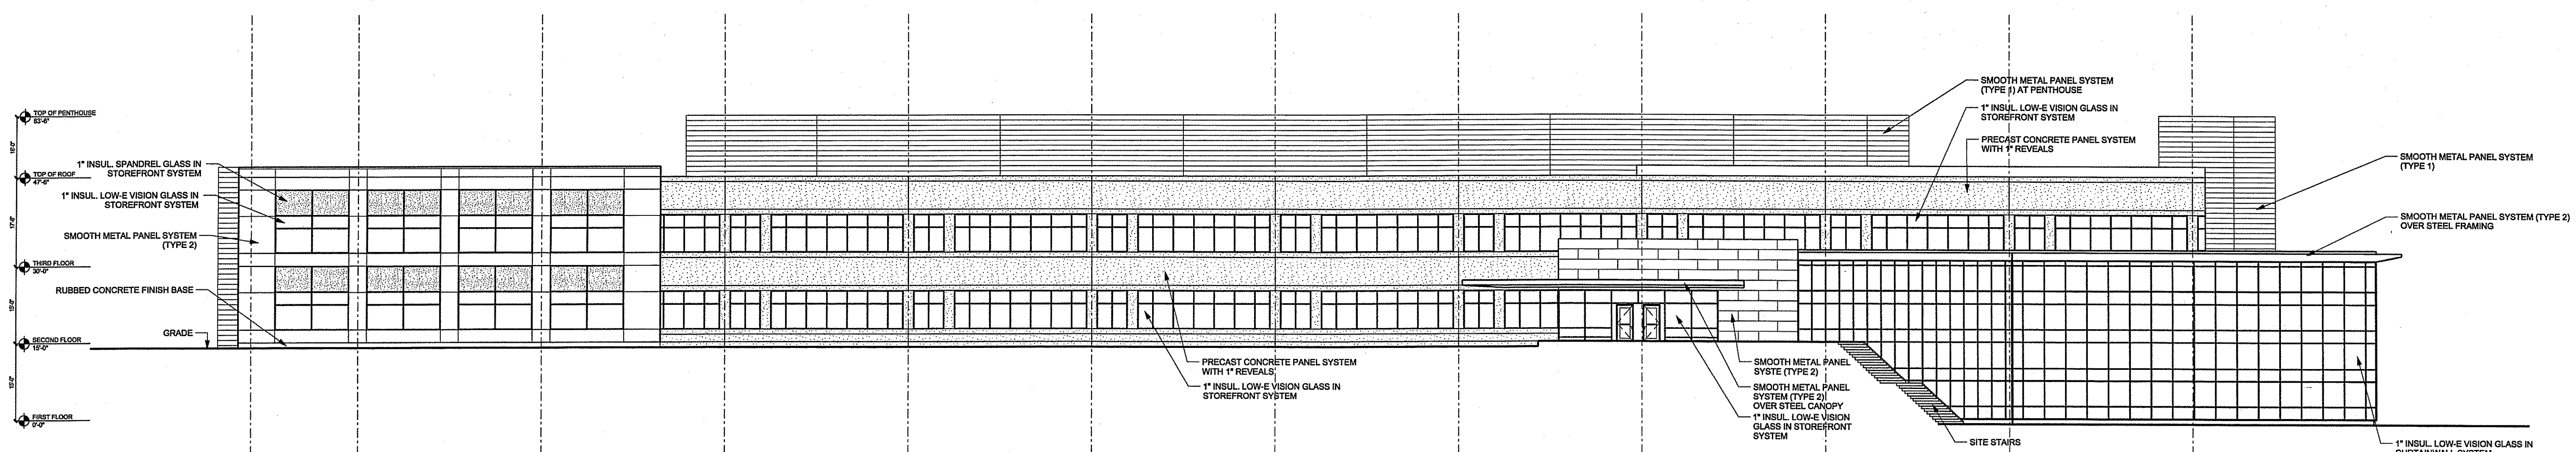 TOP OF PENTHOUSE
63'-6"
16'-0"
TOP OF ROOF
47'-6"
17'-6"
THIRD FLOOR
30'-0"
15'-0"
SECOND FLOOR
15'-0"
15'-0"
FIRST FLOOR
0'-0"
1" INSUL. SPANDREL GLASS IN
STOREFRONT SYSTEM
1" INSUL. LOW-E VISION GLASS IN
STOREFRONT SYSTEM
SMOOTH METAL PANEL SYSTEM
(TYPE 2)
RUBBED CONCRETE FINISH BASE
GRADE
PRECAST CONCRETE PANEL SYSTEM
WITH 1" REVEALS
1" INSUL. LOW-E VISION GLASS IN
STOREFRONT SYSTEM
SMOOTH METAL PANEL
SYSTE (TYPE 2)
SMOOTH METAL PANEL
SYSTEM (TYPE 2)
OVER STEEL CANOPY
1" INSUL. LOW-E VISION
GLASS IN STOREFRONT
SYSTEM
SMOOTH METAL PANEL SYSTEM
(TYPE 1) AT PENTHOUSE
1" INSUL. LOW-E VISION GLASS IN
STOREFRONT SYSTEM
PRECAST CONCRETE PANEL SYSTEM
WITH 1" REVEALS
SMOOTH METAL PANEL SYSTEM
(TYPE 1)
SMOOTH METAL PANEL SYSTEM (TYPE 2)
OVER STEEL FRAMING
SITE STAIRS
1" INSUL. LOW-E VISION GLASS IN
CURTAINWALL SYSTEM